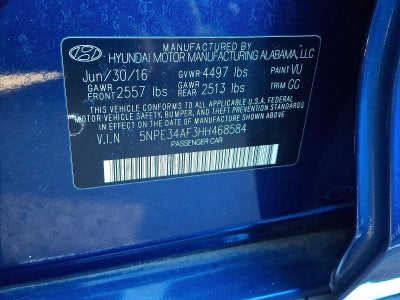 MANUFACTURED BY
HYUNDAI MOTOR MANUFACTURING ALABAMA, LLC
Jun/30/16 GVWR 4497 lbs PAINT VU
GAWR FRONT 2557 lbs GAWR REAR 2513 lbs TRIM GG
THIS VEHICLE CONFORMS TO ALL APPLICABLE U.S.FEDERAL
MOTOR VEHICLE SAFETY, BUMPER, AND THEFT PREVENTION STANDARDS
IN EFFECT ON THE DATE OF MANUFACTURE SHOWN ABOVE.
V.I.N 5NPE34AF3HH468584
PASSENGER CAR